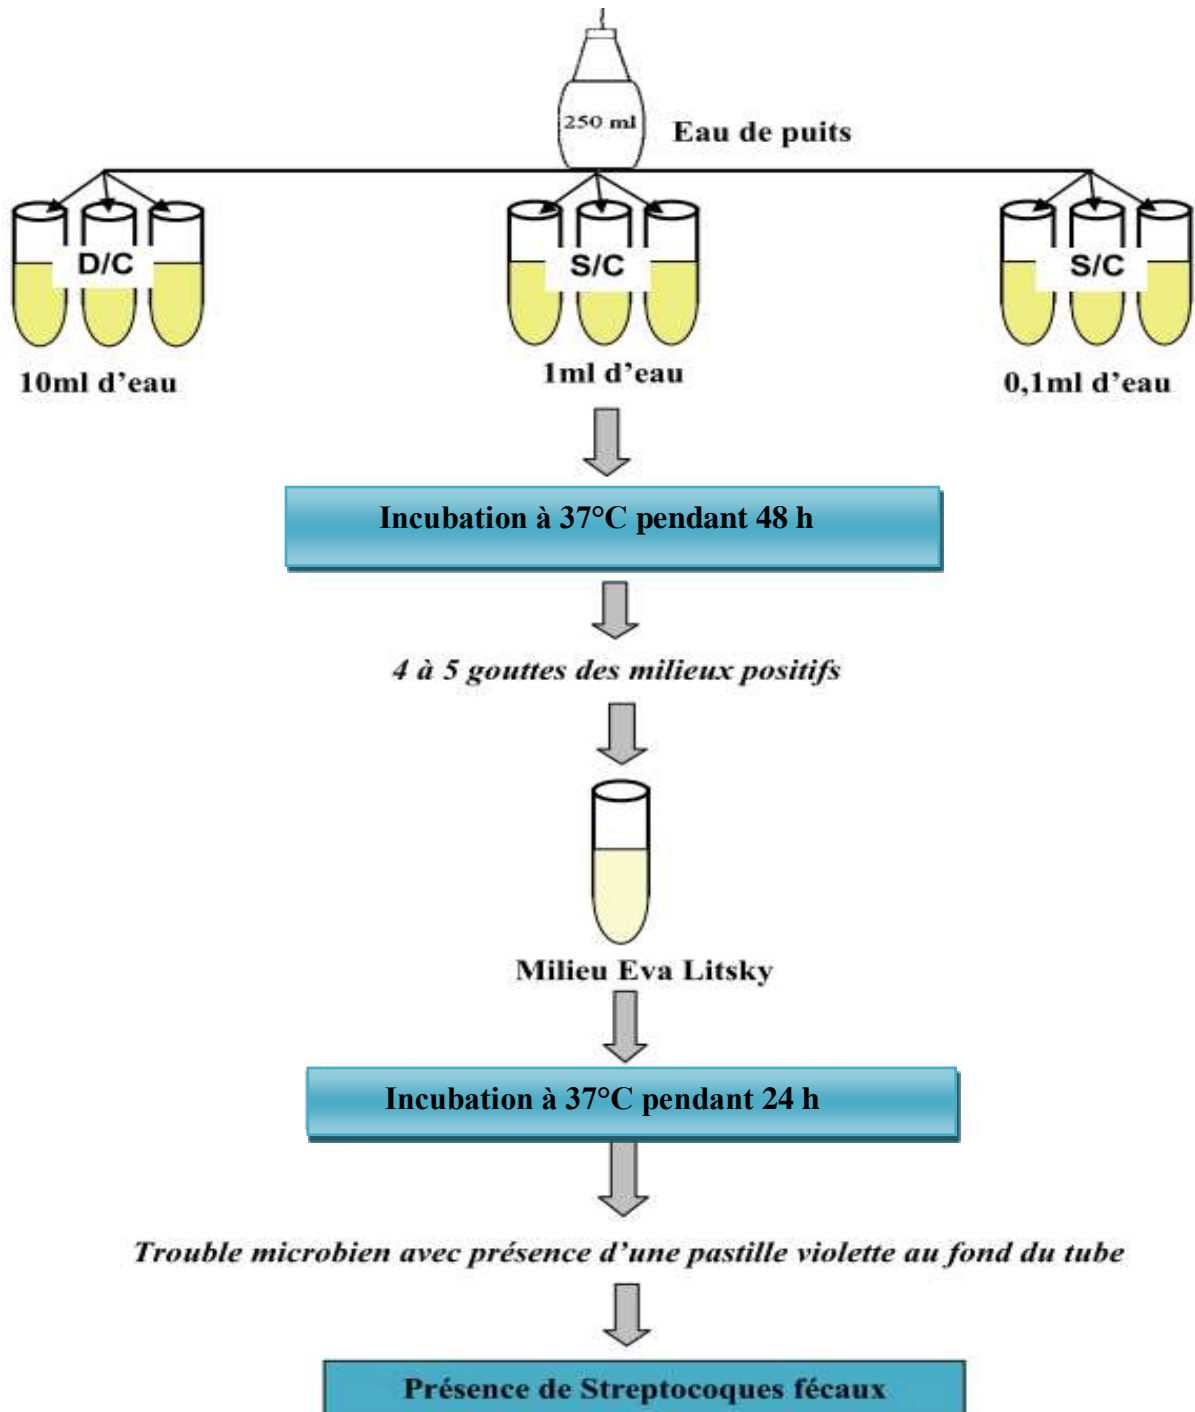 250 ml
Eau de puits
D/C
S/C
S/C
10ml d’eau
1ml d’eau
0,1ml d’eau
Incubation à 37°C pendant 48 h
4 à 5 gouttes des milieux positifs
Milieu Eva Litsky
Incubation à 37°C pendant 24 h
Trouble microbien avec présence d’une pastille violette au fond du tube
Présence de Streptocoques fécaux